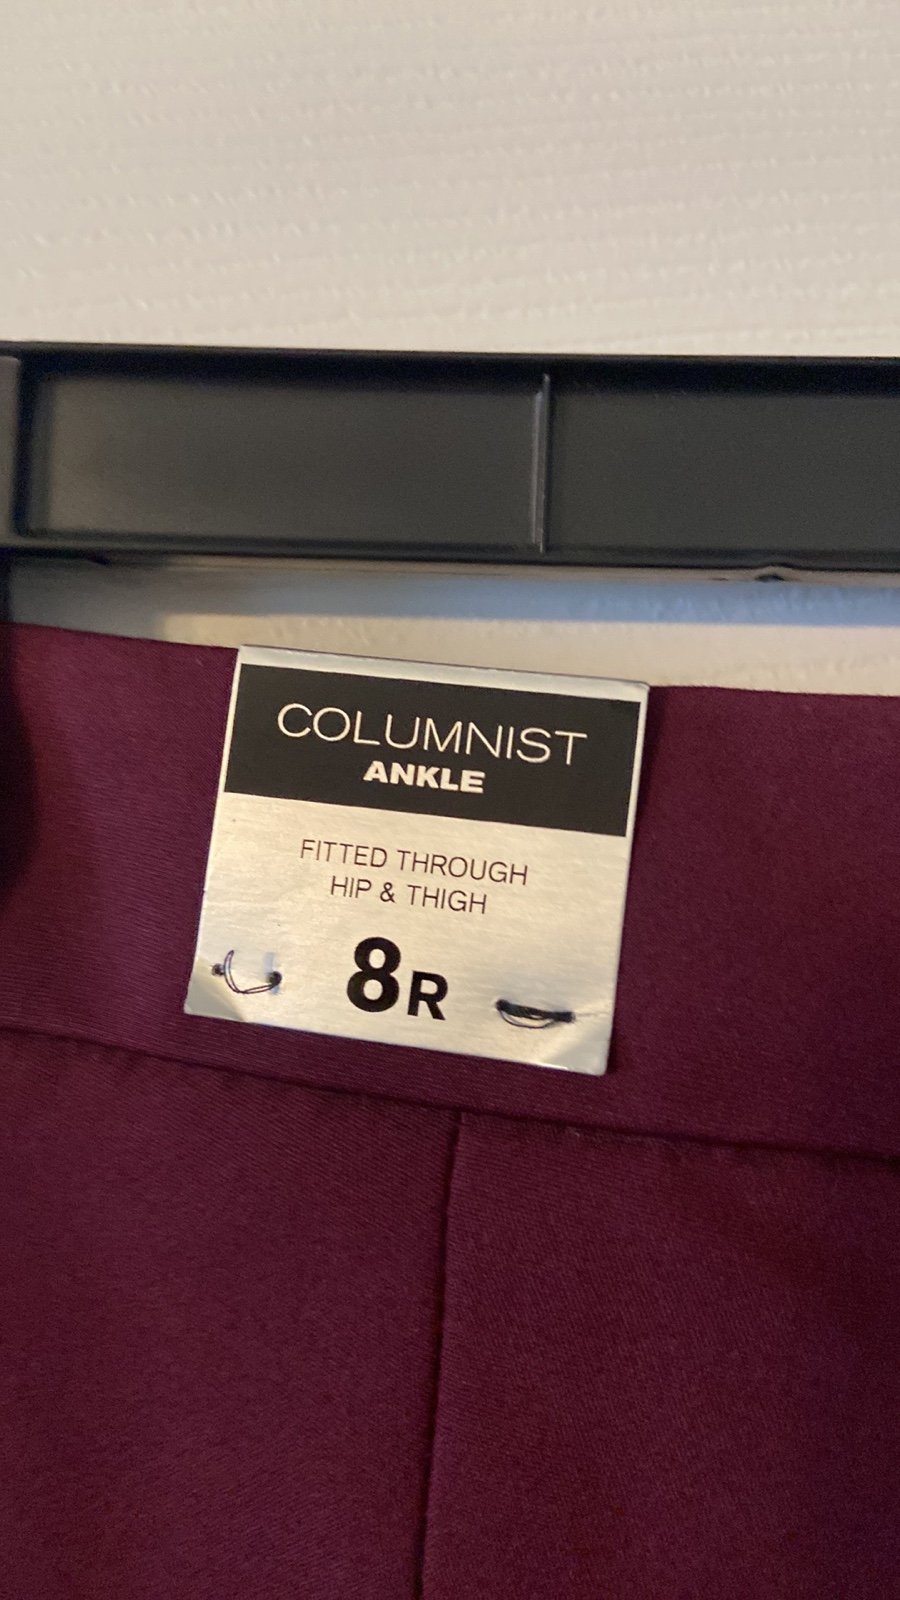 COLUMNIST
ANKLE
FITTED THROUGH
HIP & THIGH
8R